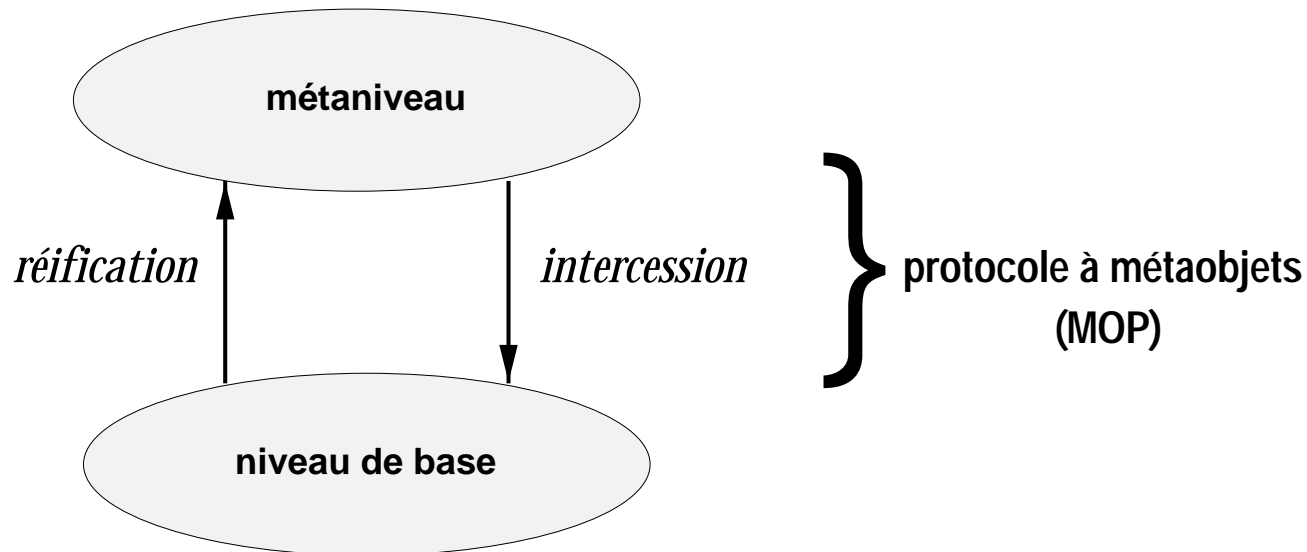 métaniveau
réification
intercession
protocole à métaobjets
(MOP)
niveau de base